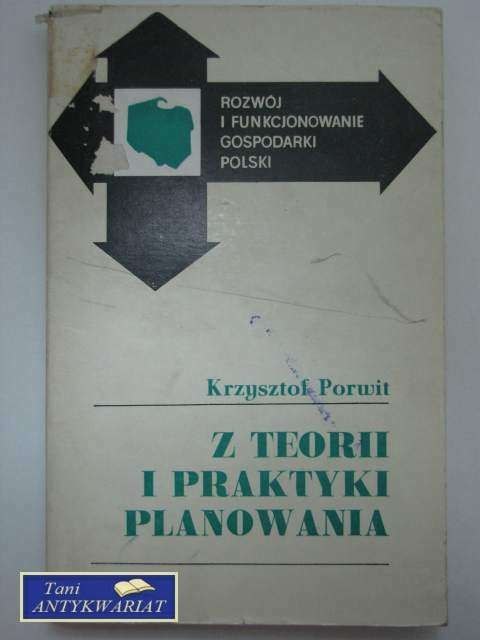 ROZWÓJ
I FUNKCJONOWANIE
GOSPODARKI
POLSKI
Krzysztof Porwit
Z TEORII
I PRAKTYKI
PLANOWANIA
Tani
ANTYKWARIAT